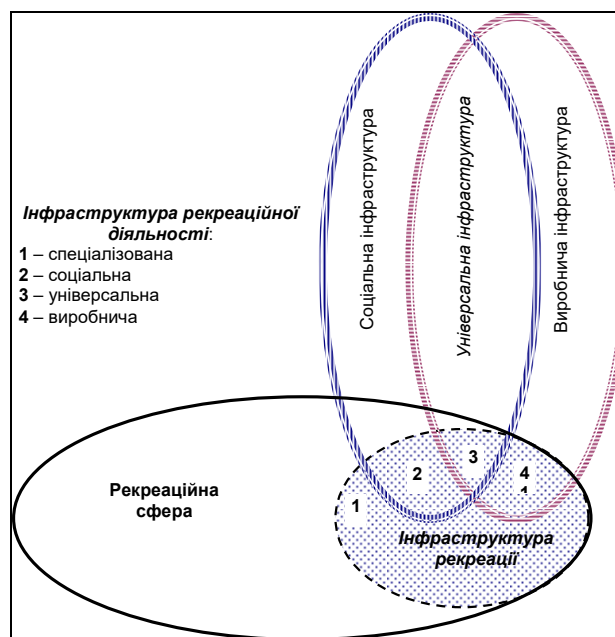 Соціальна інфраструктура
Універсальна інфраструктура
Виробнича інфраструктура
Інфраструктура рекреаційної
діяльності:
1 – спеціалізована
2 – соціальна
3 – універсальна
4 – виробнича
3
2
4
1
Рекреаційна
сфера
Інфраструктура
рекреації